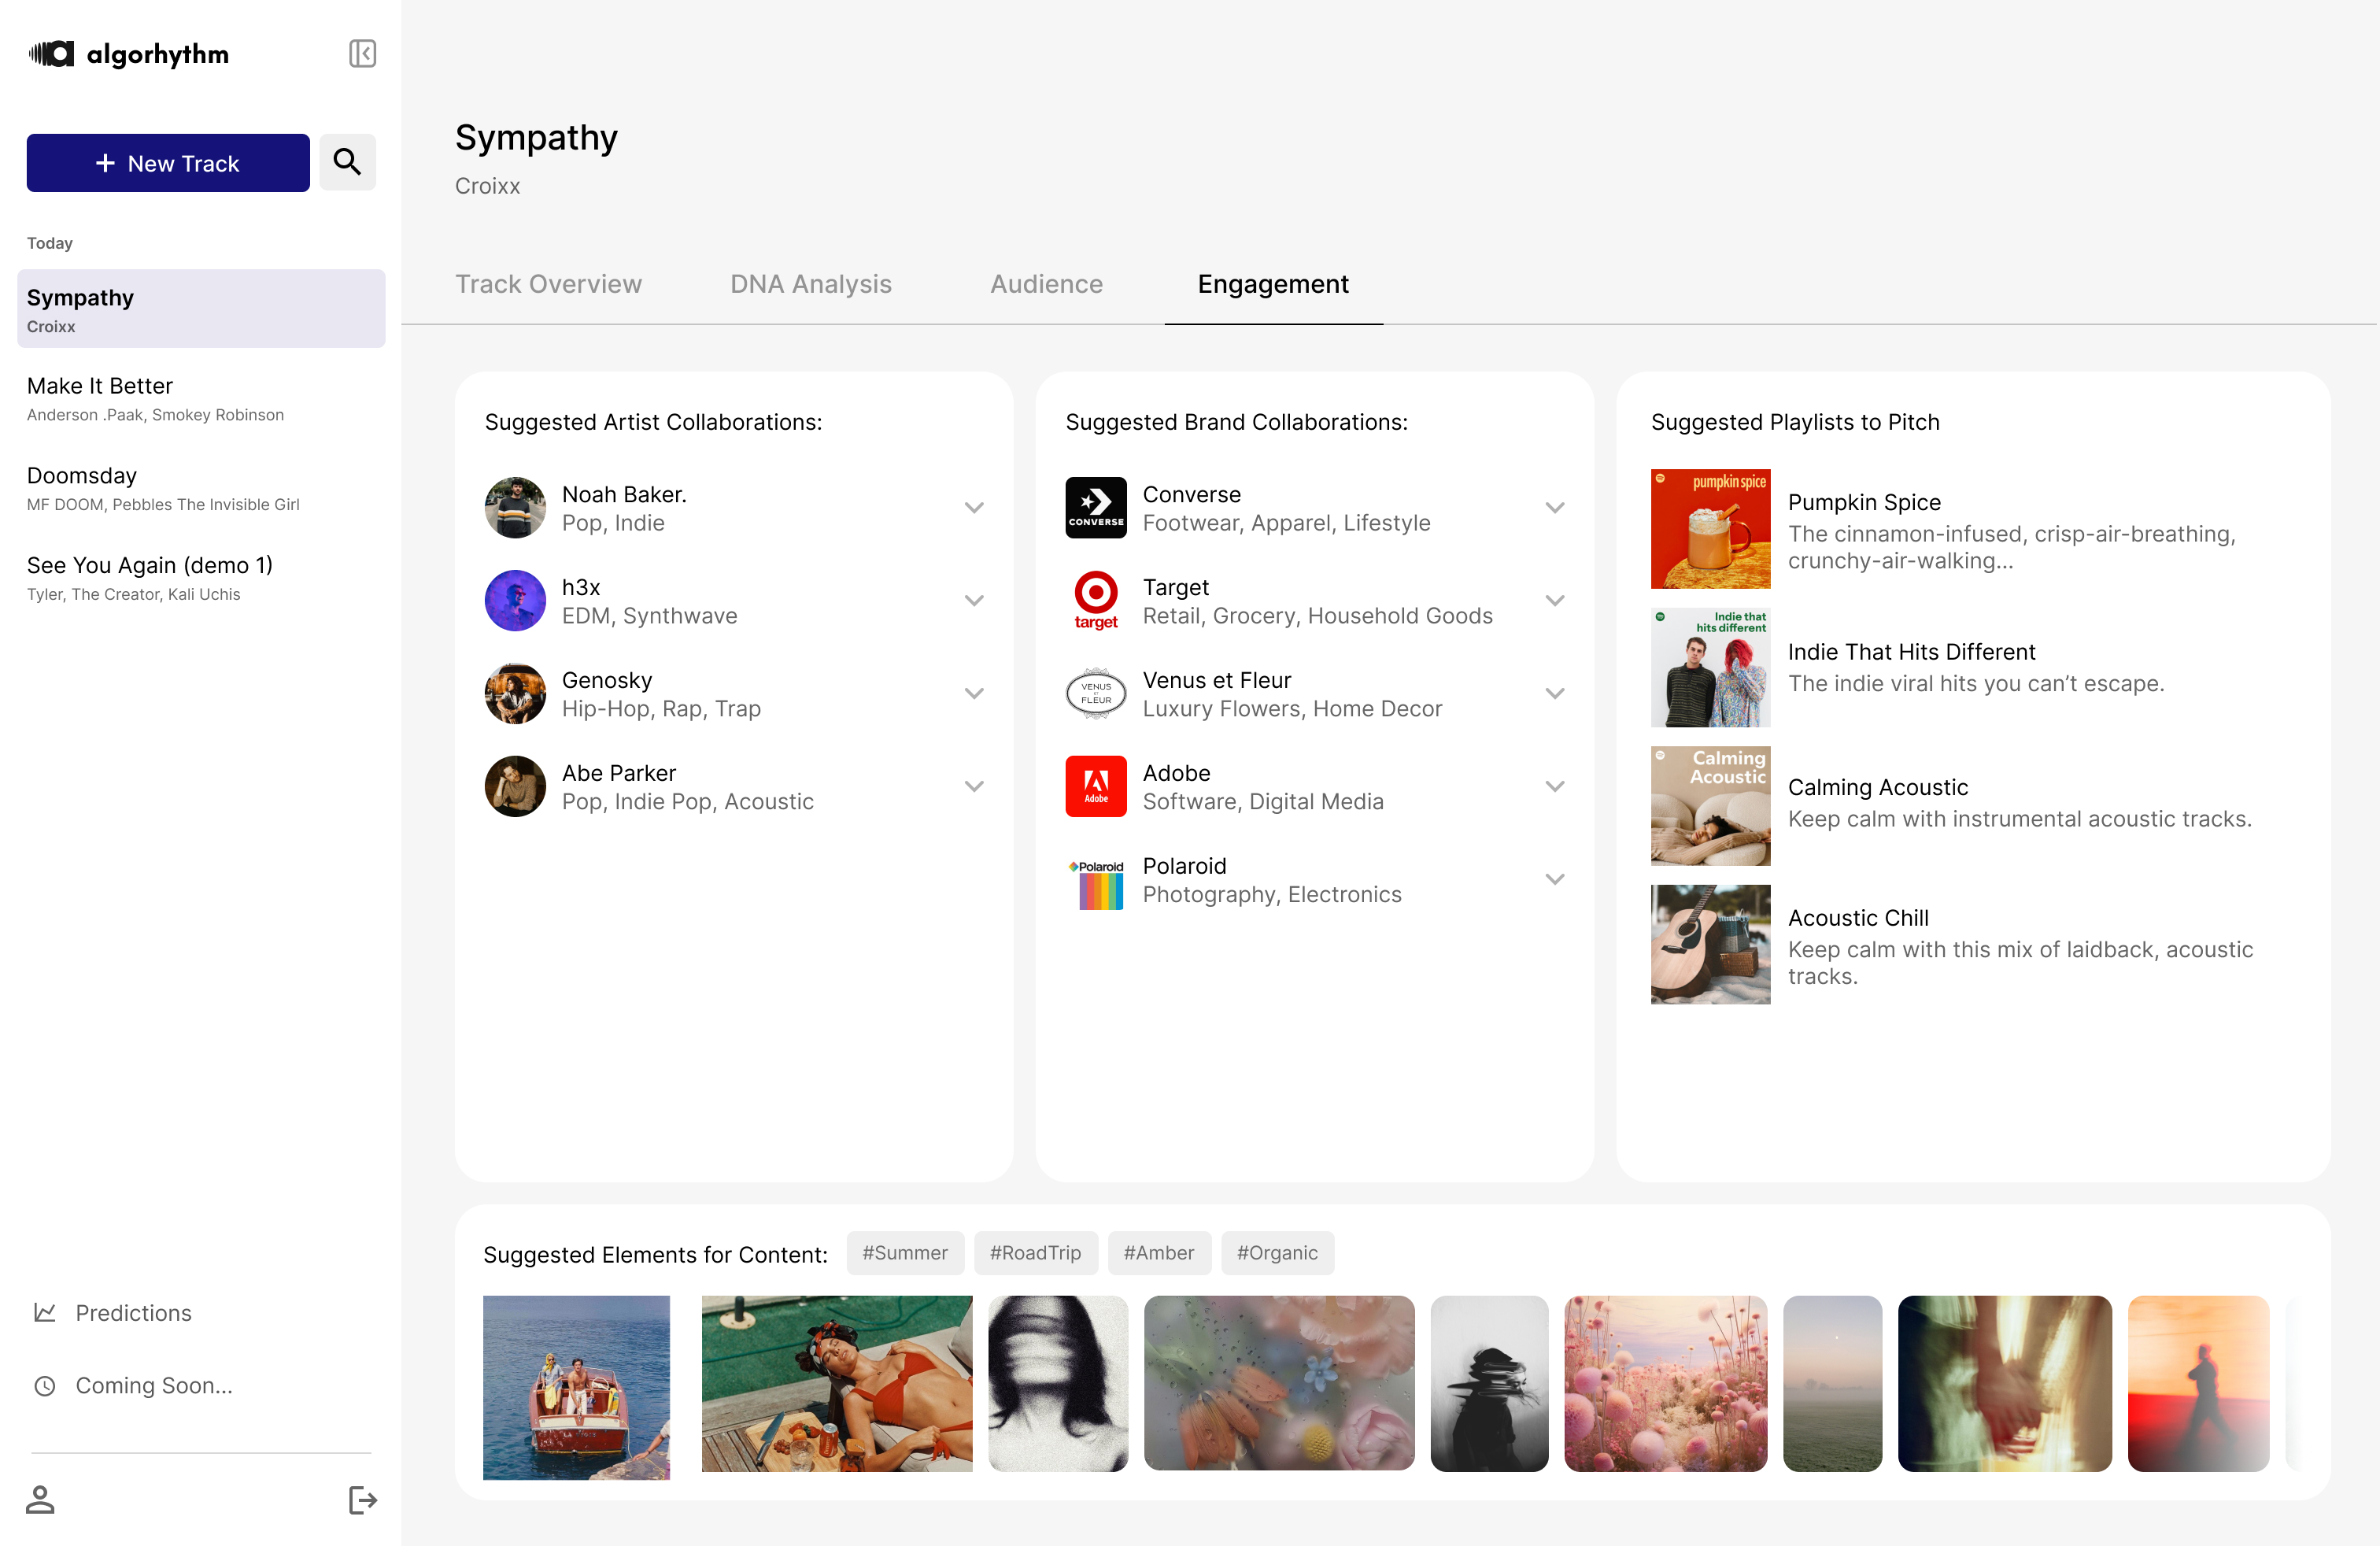 algorhythm
New Track
Today
Sympathy
Croixx
Make It Better
Anderson .Paak, Smokey Robinson
Doomsday
MF DOOM, Pebbles The Invisible Girl
See You Again (demo 1)
Tyler, The Creator, Kali Uchis
Predictions
Coming Soon...
Sympathy
Croixx
Track Overview
DNA Analysis
Audience
Engagement
Suggested Artist Collaborations:
Noah Baker.
Pop, Indie
h3x
EDM, Synthwave
Genosky
Hip-Hop, Rap, Trap
Abe Parker
Pop, Indie Pop, Acoustic
Suggested Brand Collaborations:
CONVERSE
Converse
Footwear, Apparel, Lifestyle
target
Target
Retail, Grocery, Household Goods
VENUS
ET
FLEUR
Venus et Fleur
Luxury Flowers, Home Decor
Adobe
Adobe
Software, Digital Media
Polaroid
Polaroid
Photography, Electronics
Suggested Playlists to Pitch
pumpkin spice
Pumpkin Spice
The cinnamon-infused, crisp-air-breathing,
crunchy-air-walking...
Indie that
hits different
Indie That Hits Different
The indie viral hits you can’t escape.
Calming
Acoustic
Calming Acoustic
Keep calm with instrumental acoustic tracks.
Acoustic Chill
Keep calm with this mix of laidback, acoustic
tracks.
Suggested Elements for Content:
#Summer
#RoadTrip
#Amber
#Organic